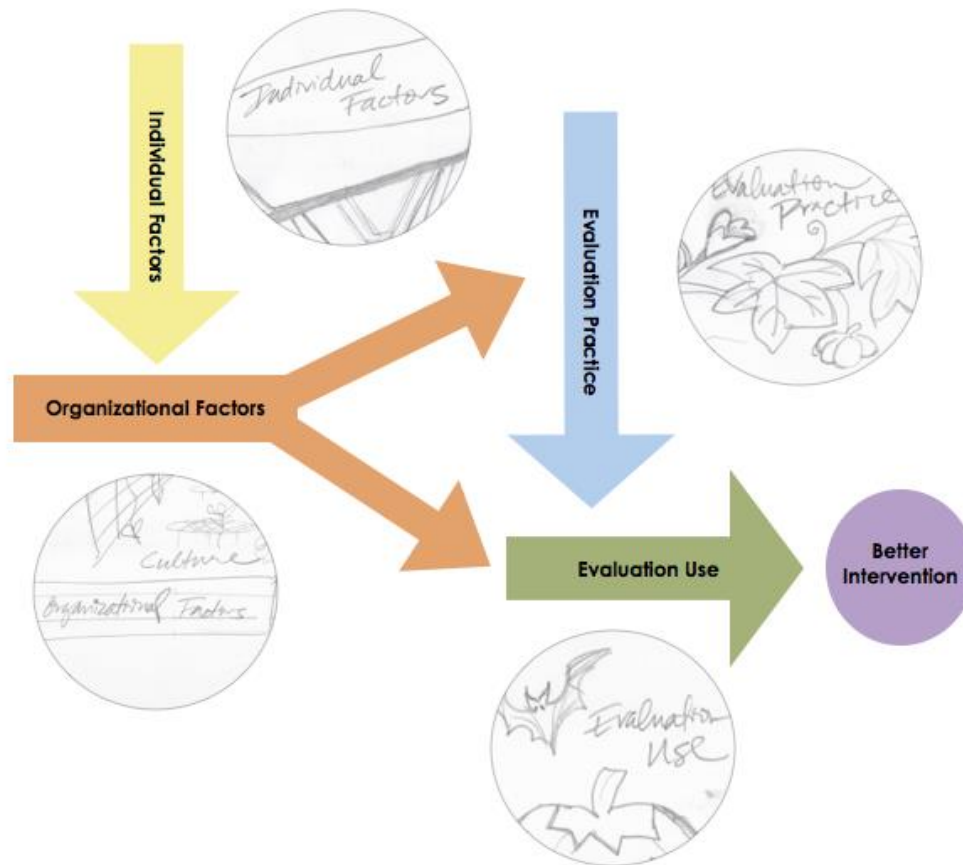 Individual
Factors
Individual Factors
Evaluation
Practice
Evaluation Practice
Organizational Factors
Culture
Organizational Factors
Evaluation Use
Better
Intervention
Evaluation
Use